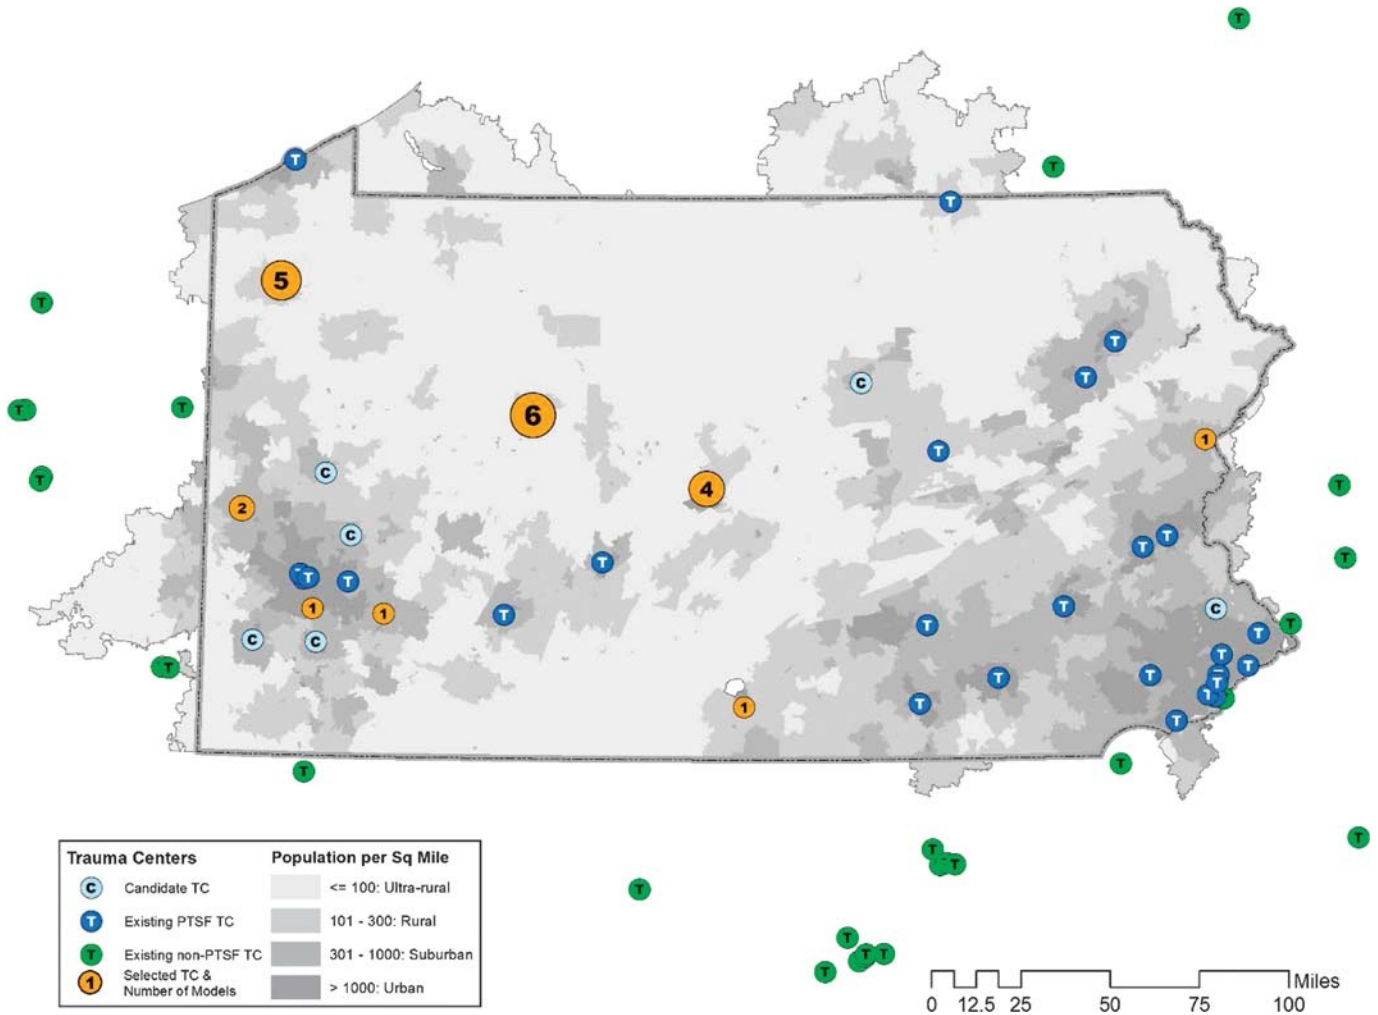 T
T
T
T
5
T
T
T
C
T
T
6
1
T
C
T
T
4
2
C
T
T
T
T
T
T
T
1
C
1
T
T
T
T
C
C
T
T
T
T
T
T
T
T
1
T
T
T
T
T
T
Trauma Centers
C Candidate TC
T Existing PTSF TC
T Existing non-PTSF TC
1 Selected TC &
Number of Models
Population per Sq Mile
<= 100: Ultra-rural
101 - 300: Rural
301 - 1000: Suburban
> 1000: Urban
T
T
T
T
T
Miles
0 12.5 25 50 75 100